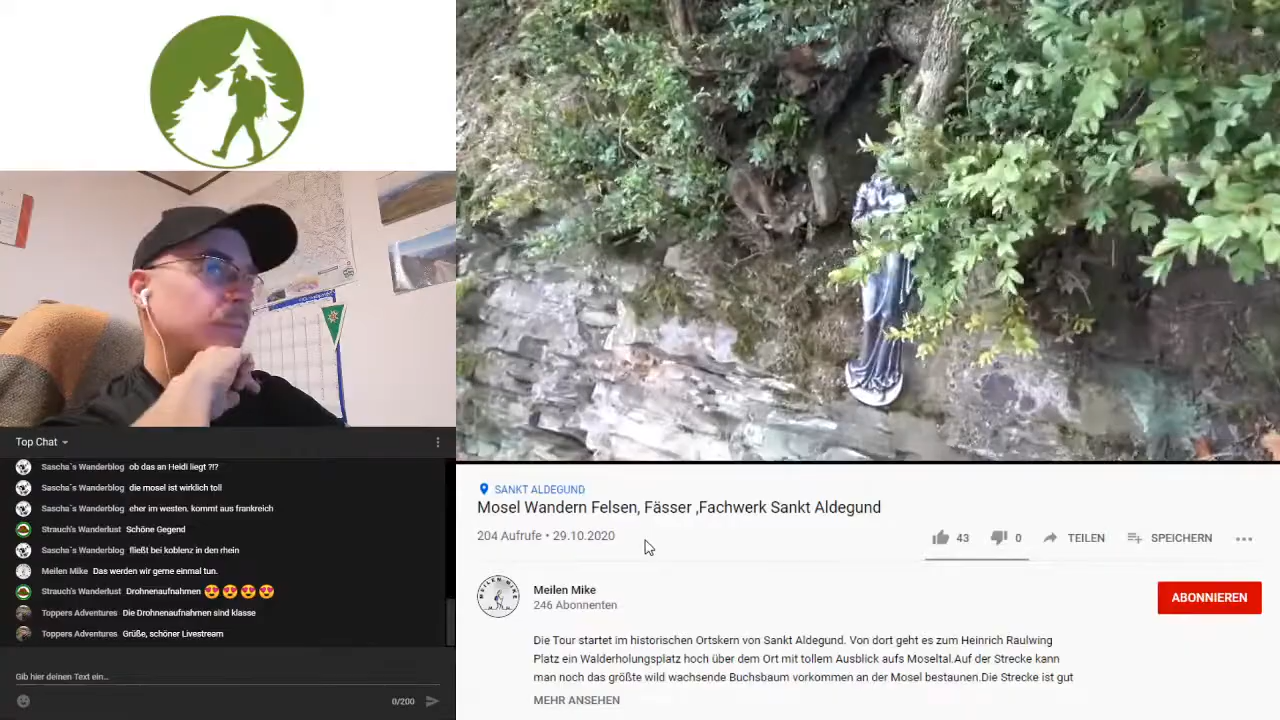 Top Chat
Sascha`s Wanderblog ob das an Heidi liegt ?!?
Sascha`s Wanderblog die mosel ist wirklich toll
Sascha`s Wanderblog eher im westen. kommt aus frankreich
Strauch's Wanderlust Schöne Gegend
Sascha`s Wanderblog fließt bei koblenz in den rhein
Meilen Mike Das werden wir gerne einmal tun.
Strauch's Wanderlust Drohnenaufnahmen 😍😍😍😍
Toppers Adventures Die Drohnenaufnahmen sind klasse
Toppers Adventures Grüße, schöner Livestream
Gib hier deinen Text ein...
0/200
SANKT ALDEGUND
Mosel Wandern Felsen, Fässer ,Fachwerk Sankt Aldegund
204 Aufrufe • 29.10.2020
43 0 TEILEN SPEICHERN
Meilen Mike
246 Abonnenten
ABONNIEREN
Die Tour startet im historischen Ortskern von Sankt Aldegund. Von dort geht es zum Heinrich Raulwing
Platz ein Walderholungsplatz hoch über dem Ort mit tollem Ausblick aufs Moseltal.Auf der Strecke kann
man noch das größte wild wachsende Buchsbaum vorkommen an der Mosel bestaunen.Die Strecke ist gut
MEHR ANSEHEN